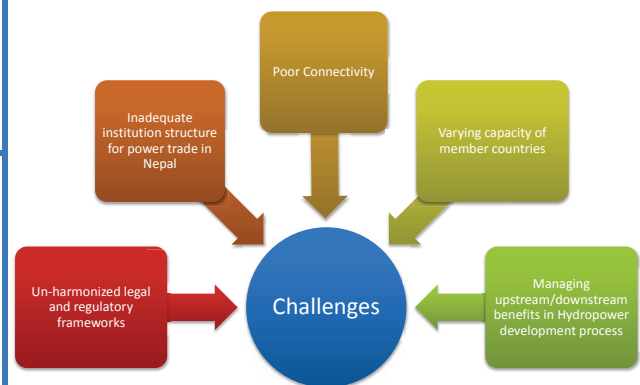 Poor Connectivity
Inadequate
institution structure
for power trade in
Nepal
Varying capacity of
member countries
Un-harmonized legal
and regulatory
frameworks
Challenges
Managing
upstream/downstream
benefits in Hydropower
development process